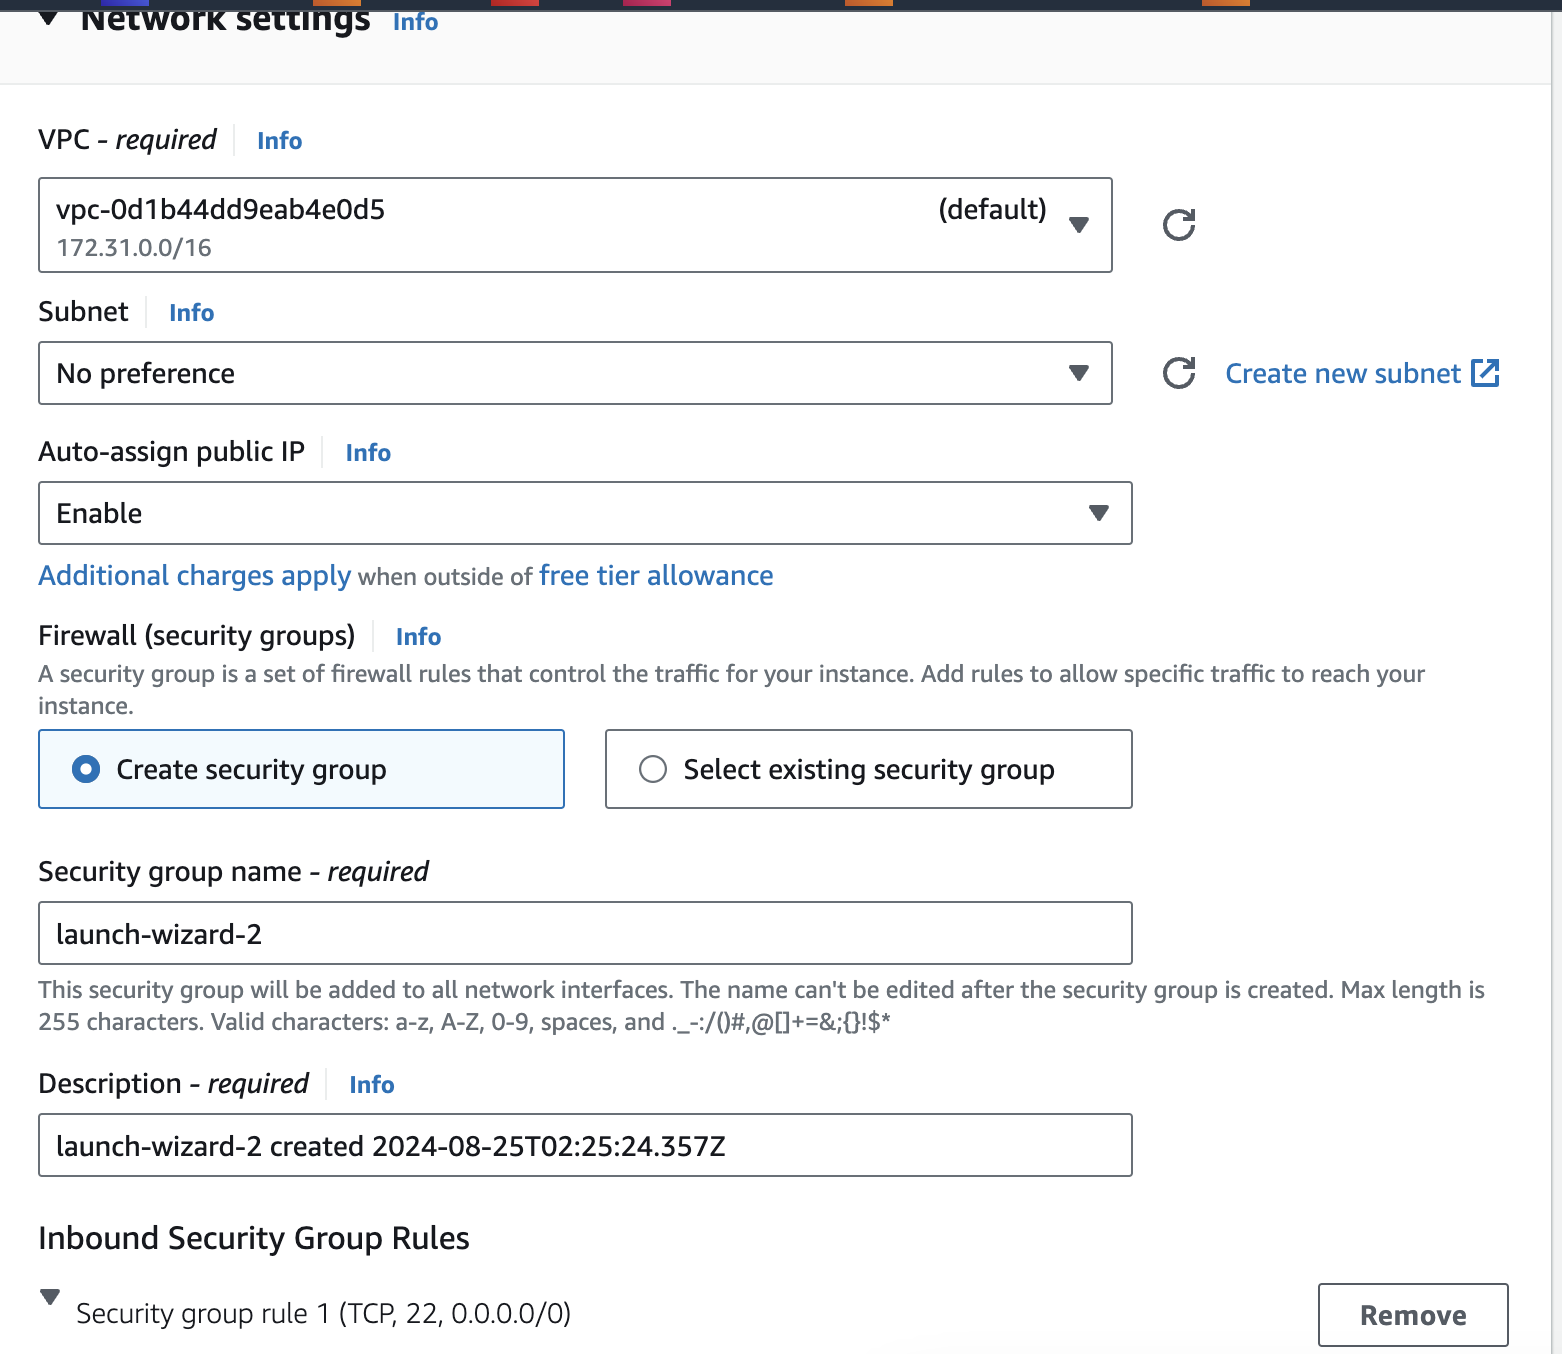 Network settings Info
VPC - required Info
vpc-0d1b44dd9eab4e0d5 (default)
172.31.0.0/16
Subnet Info
No preference
Create new subnet
Auto-assign public IP Info
Enable
Additional charges apply when outside of free tier allowance
Firewall (security groups) Info
A security group is a set of firewall rules that control the traffic for your instance. Add rules to allow specific traffic to reach your
instance.
Create security group
Select existing security group
Security group name - required
launch-wizard-2
This security group will be added to all network interfaces. The name can't be edited after the security group is created. Max length is
255 characters. Valid characters: a-z, A-Z, 0-9, spaces, and ._-:/()#,@[]+=&;{}!$*
Description - required Info
launch-wizard-2 created 2024-08-25T02:25:24.357Z
Inbound Security Group Rules
Security group rule 1 (TCP, 22, 0.0.0.0/0)
Remove